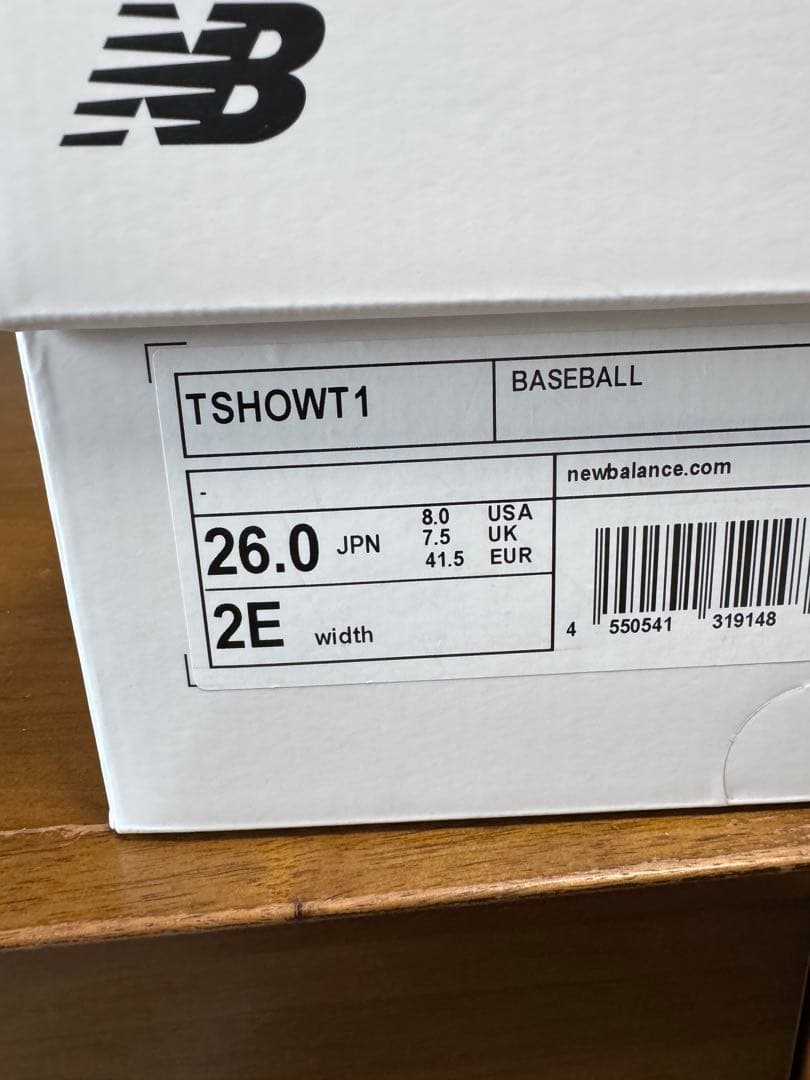 NB
TSHOWT1
BASEBALL
-
newbalance.com
26.0 JPN
8.0 USA
7.5 UK
41.5 EUR
2E width
4 550541 319148